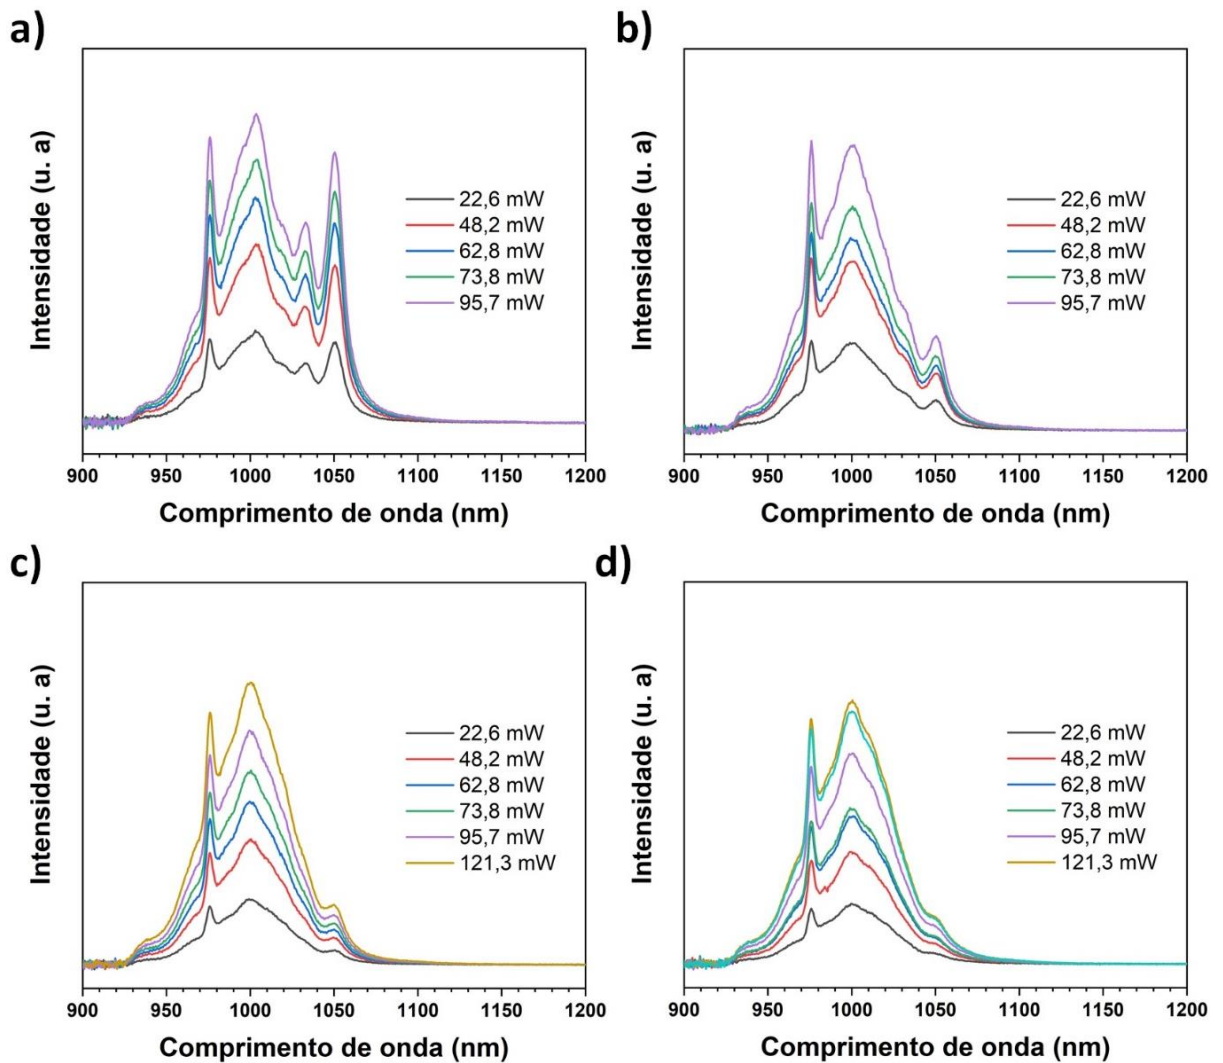 a)
Intensidade (u. a)
22,6 mW
48,2 mW
62,8 mW
73,8 mW
95,7 mW
900 950 1000 1050 1100 1150 1200
Comprimento de onda (nm)
b)
Intensidade (u. a)
22,6 mW
48,2 mW
62,8 mW
73,8 mW
95,7 mW
900 950 1000 1050 1100 1150 1200
Comprimento de onda (nm)
c)
Intensidade (u. a)
22,6 mW
48,2 mW
62,8 mW
73,8 mW
95,7 mW
121,3 mW
900 950 1000 1050 1100 1150 1200
Comprimento de onda (nm)
d)
Intensidade (u. a)
22,6 mW
48,2 mW
62,8 mW
73,8 mW
95,7 mW
121,3 mW
900 950 1000 1050 1100 1150 1200
Comprimento de onda (nm)